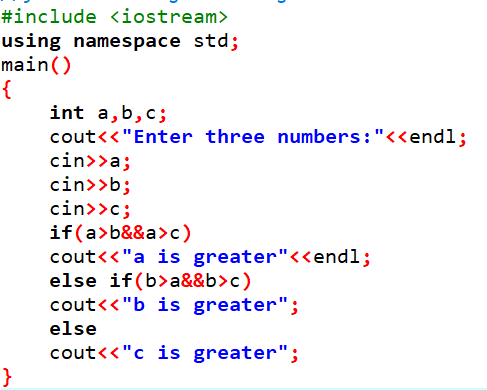 #include <iostream>
using namespace std;
main()
{
    int a,b,c;
    cout<<"Enter three numbers:"<<endl;
    cin>>a;
    cin>>b;
    cin>>c;
    if(a>b&&a>c)
    cout<<"a is greater"<<endl;
    else if(b>a&&b>c)
    cout<<"b is greater";
    else
    cout<<"c is greater";
}